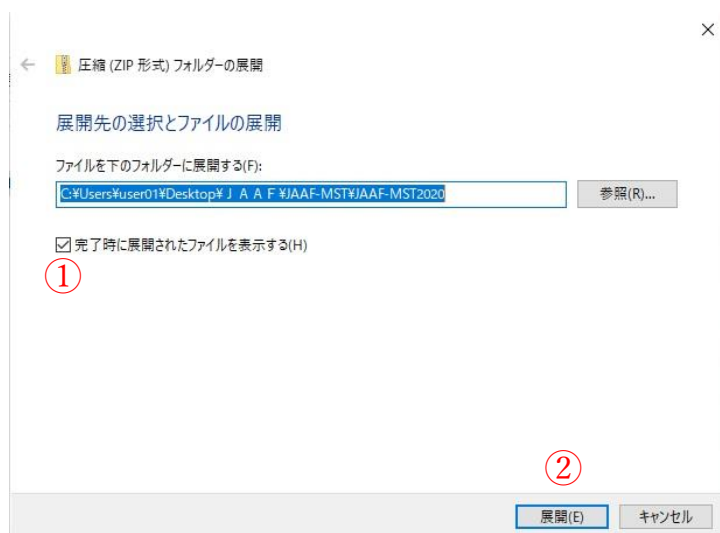 ×
← 圧縮 (ZIP 形式) フォルダーの展開
展開先の選択とファイルの展開
ファイルを下のフォルダーに展開する(F):
C:¥Users¥user01¥Desktop¥ＪＡＡＦ¥JAAF-MST¥JAAF-MST2020 参照(R)...
完了時に展開されたファイルを表示する(H)
①
②
展開(E) キャンセル